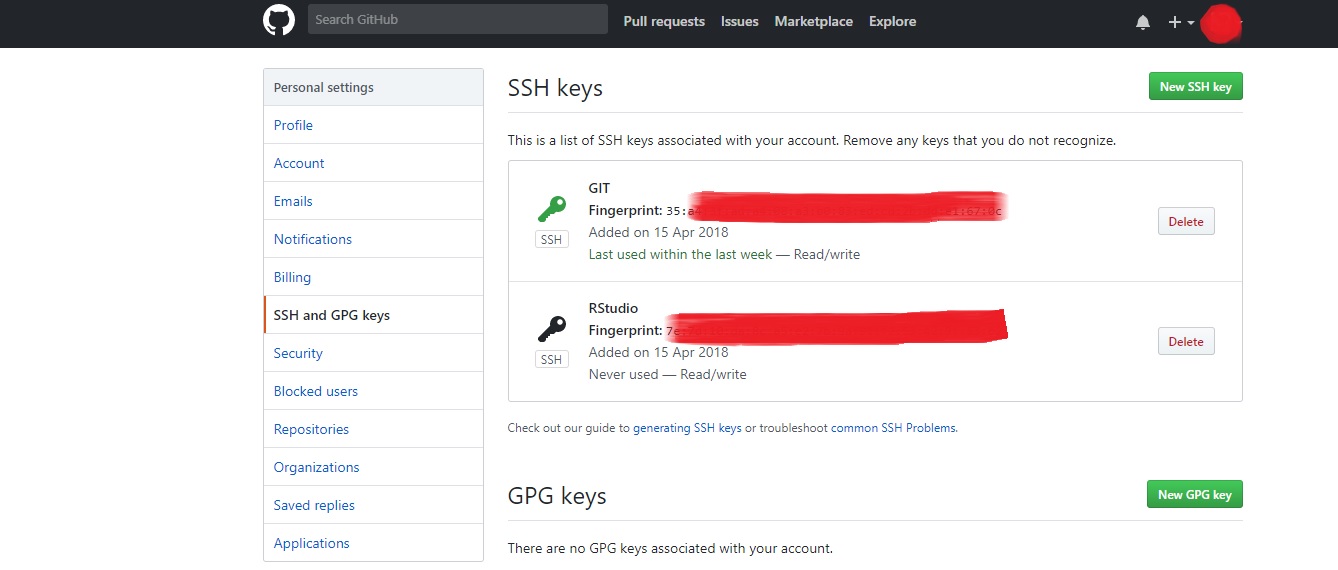 Search GitHub
Pull requests
Issues
Marketplace
Explore
Personal settings
Profile
Account
Emails
Notifications
Billing
SSH and GPG keys
Security
Blocked users
Repositories
Organizations
Saved replies
Applications
SSH keys
New SSH key
This is a list of SSH keys associated with your account. Remove any keys that you do not recognize.
GIT
Fingerprint:
Added on 15 Apr 2018
Last used within the last week — Read/write
SSH
Delete
RStudio
Fingerprint:
Added on 15 Apr 2018
Never used — Read/write
SSH
Delete
Check out our guide to generating SSH keys or troubleshoot common SSH Problems.
GPG keys
New GPG key
There are no GPG keys associated with your account.